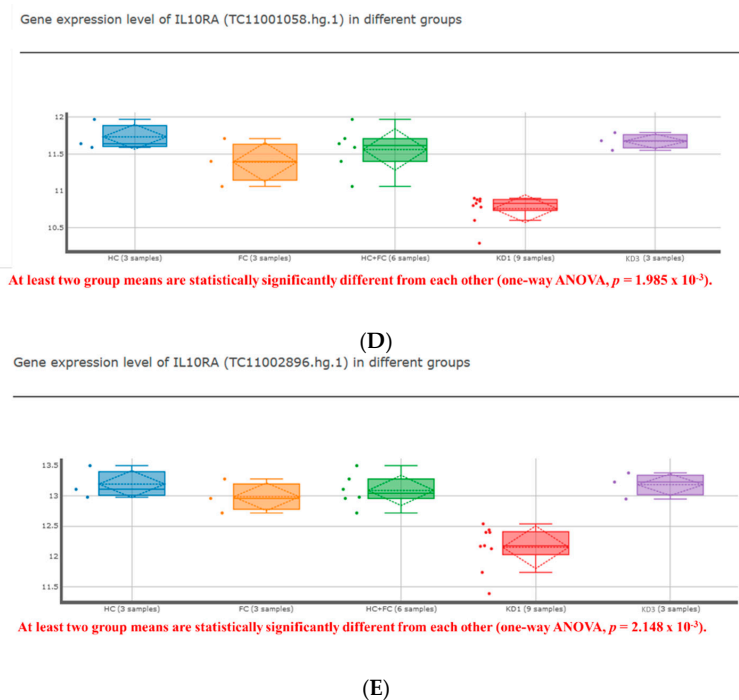 Gene expression level of IL10RA (TC11001058.hg.1) in different groups
12
11.5
11
10.5
HC (3 samples) FC (3 samples) HC+FC (6 samples) KD1 (9 samples) KD3 (3 samples)
At least two group means are statistically significantly different from each other (one-way ANOVA, p = 1.985 x 10-3).
(D)
Gene expression level of IL10RA (TC11002896.hg.1) in different groups
13.5
13
12.5
12
11.5
HC (3 samples) FC (3 samples) HC+FC (6 samples) KD1 (9 samples) KD3 (3 samples)
At least two group means are statistically significantly different from each other (one-way ANOVA, p = 2.148 x 10-3).
(E)